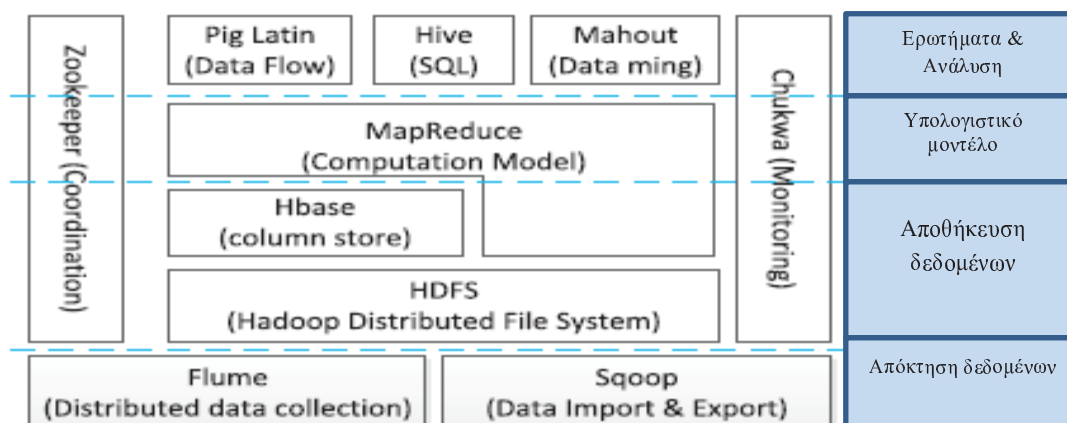 Zookeeper (Coordination)
Pig Latin
(Data Flow)
Hive
(SQL)
Mahout
(Data ming)
Chukwa (Monitoring)
Ερωτήματα &
Ανάλυση
MapReduce
(Computation Model)
Υπολογιστικό
μοντέλο
Hbase
(column store)
Αποθήκευση
δεδομένων
HDFS
(Hadoop Distributed File System)
Flume
(Distributed data collection)
Sqoop
(Data Import & Export)
Απόκτηση δεδομένων